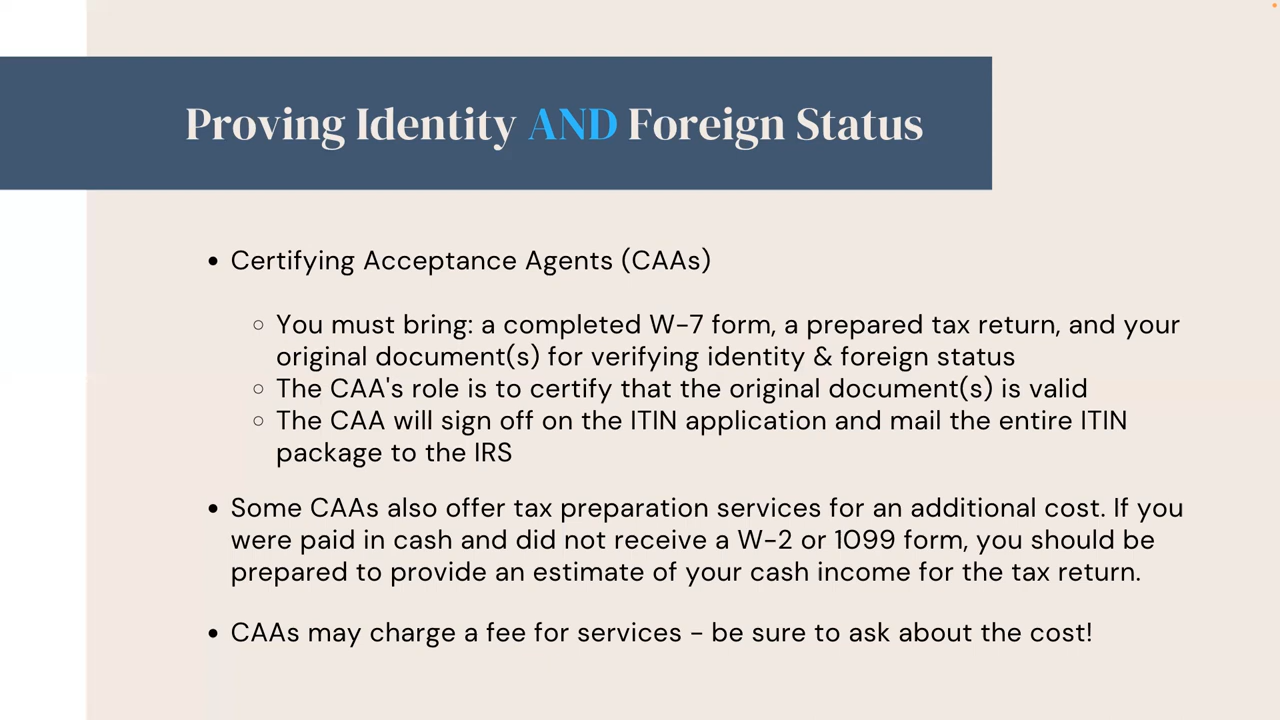 Proving Identity AND Foreign Status
• Certifying Acceptance Agents (CAAs)
○ You must bring: a completed W-7 form, a prepared tax return, and your
original document(s) for verifying identity & foreign status
○ The CAA's role is to certify that the original document(s) is valid
○ The CAA will sign off on the ITIN application and mail the entire ITIN
package to the IRS
• Some CAAs also offer tax preparation services for an additional cost. If you
were paid in cash and did not receive a W-2 or 1099 form, you should be
prepared to provide an estimate of your cash income for the tax return.
• CAAs may charge a fee for services - be sure to ask about the cost!